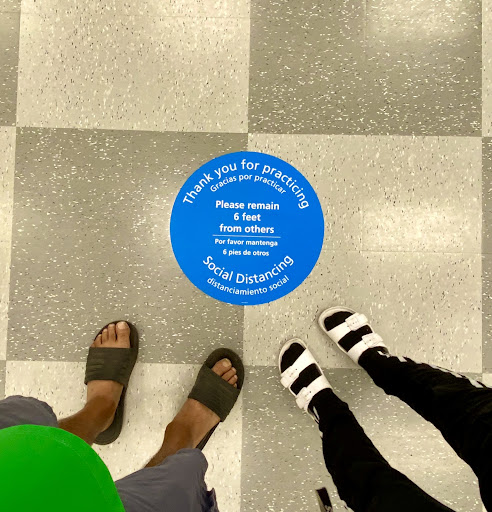 Thank you for practicing
Gracias por practicar
Please remain
6 feet
from others
Por favor mantenga
6 pies de otros
Social Distancing
distanciamiento social